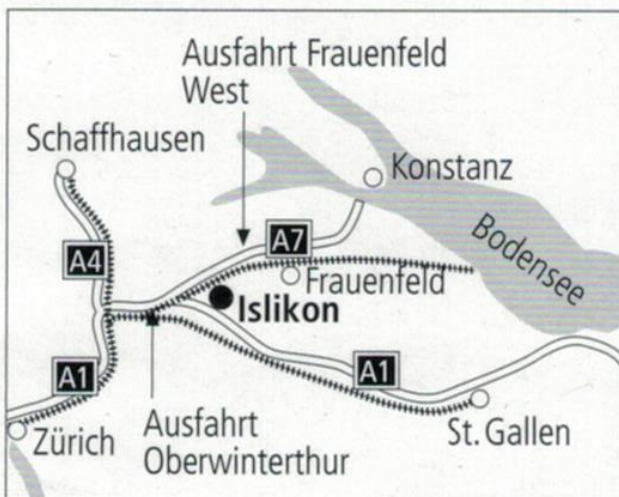 Ausfahrt Frauenfeld
West
Schaffhausen
Konstanz
A7
Bodensee
A4
Frauenfeld
Islikon
A1
A1
Zürich
Ausfahrt
Oberwinterthur
St. Gallen